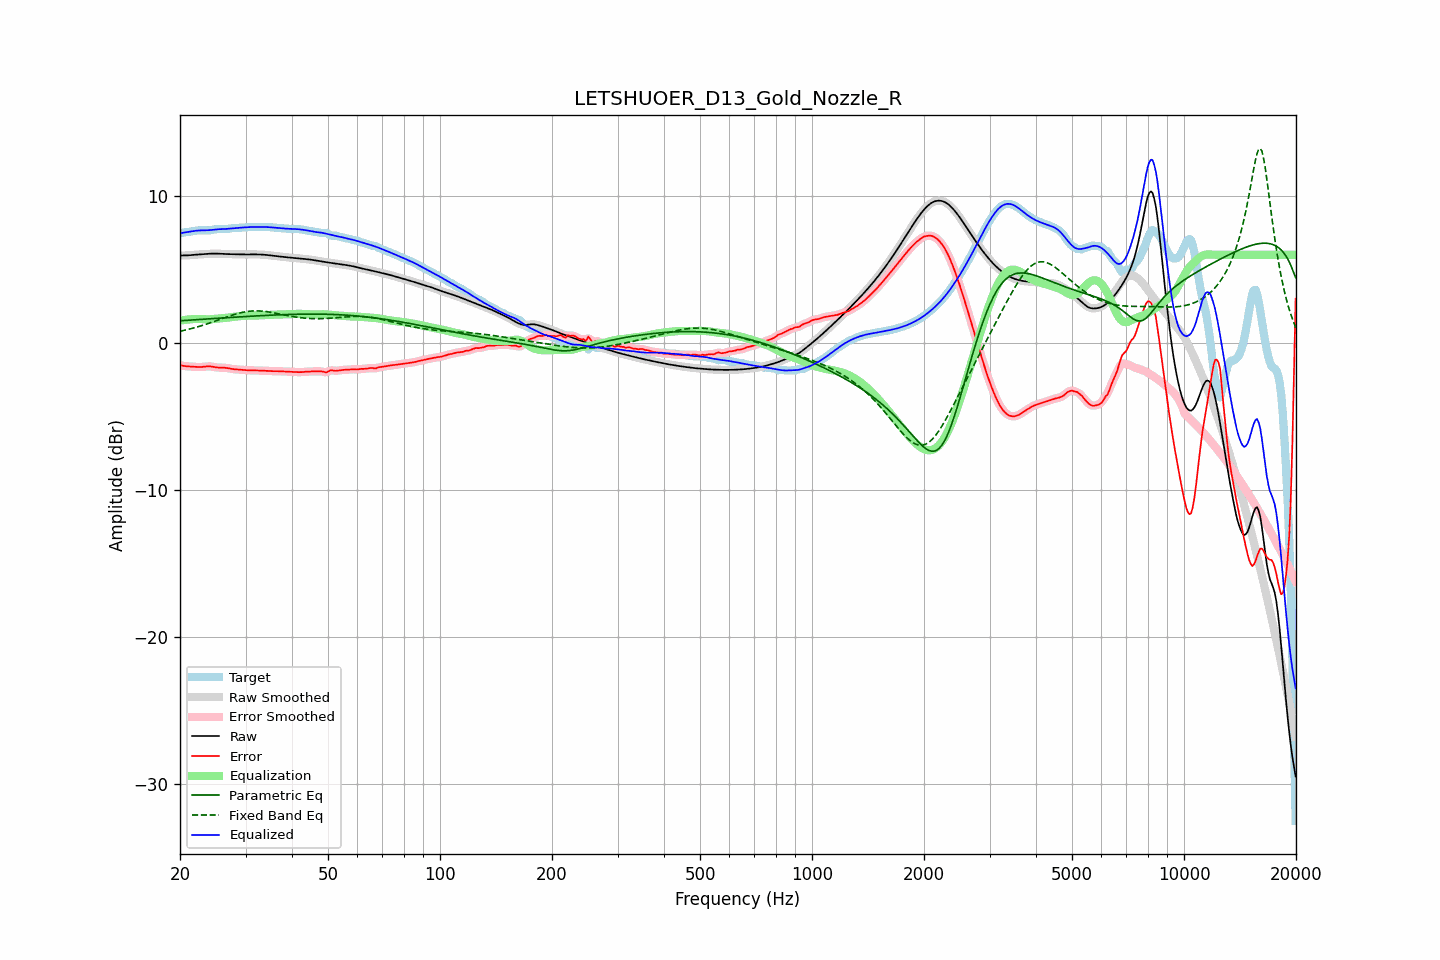 LETSHUOER_D13_Gold_Nozzle_R
Amplitude (dBr)
10
0
−10
−20
−30
Target
Raw Smoothed
Error Smoothed
Raw
Error
Equalization
Parametric Eq
Fixed Band Eq
Equalized
20 50 100 200 500 1000 2000 5000 10000 20000
Frequency (Hz)